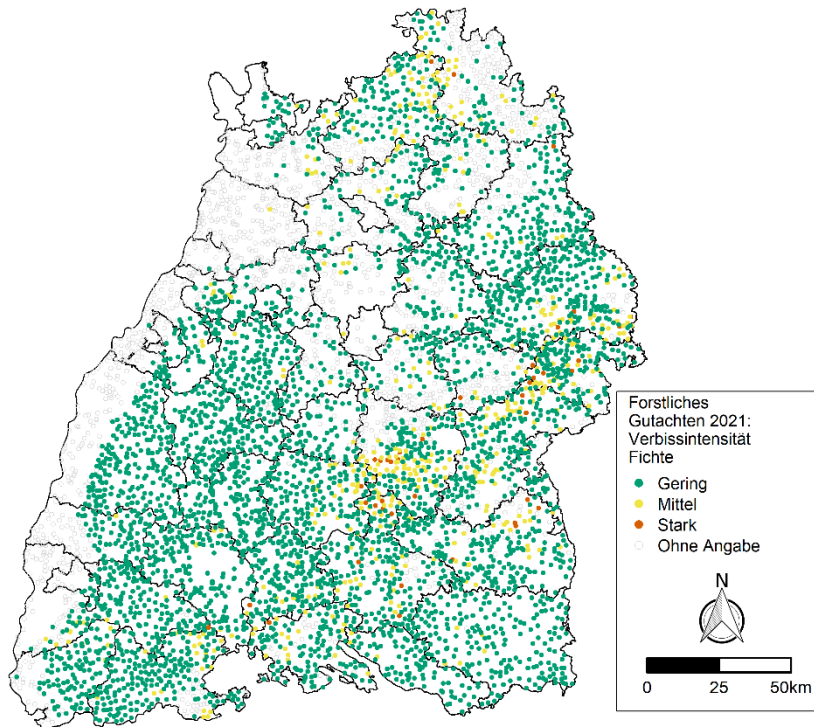 Forstliches
Gutachten 2021:
Verbissintensität
Fichte
Gering
Mittel
Stark
Ohne Angabe
N
0 25 50km